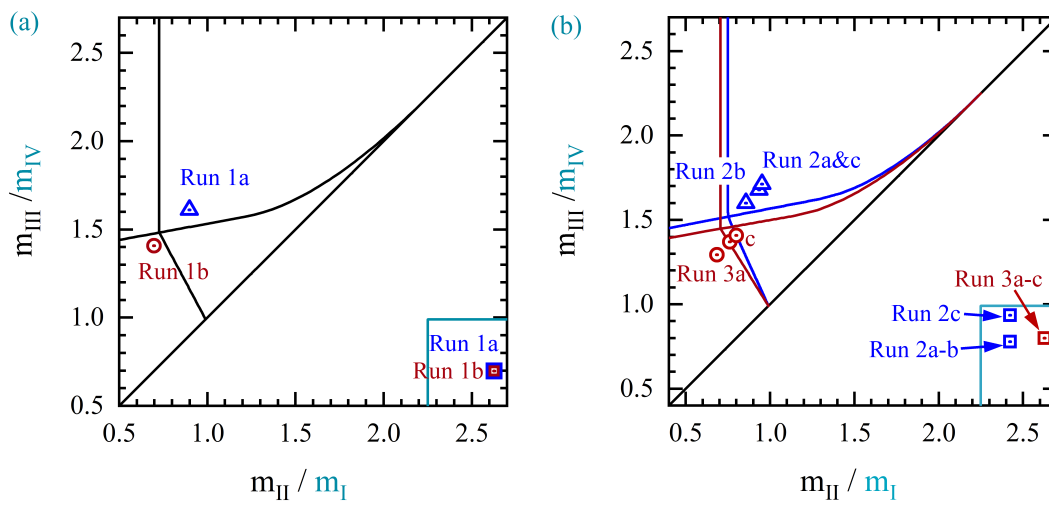 (a)
2.5
2.0
1.5
1.0
0.5
m_III / m_IV
Run 1a
Run 1b
Run 1a
Run 1b
0.5 1.0 1.5 2.0 2.5
m_II / m_I
(b)
2.5
2.0
1.5
1.0
0.5
m_III / m_IV
Run 2b
Run 2a&c
c
Run 3a
Run 3a-c
Run 2c
Run 2a-b
0.5 1.0 1.5 2.0 2.5
m_II / m_I